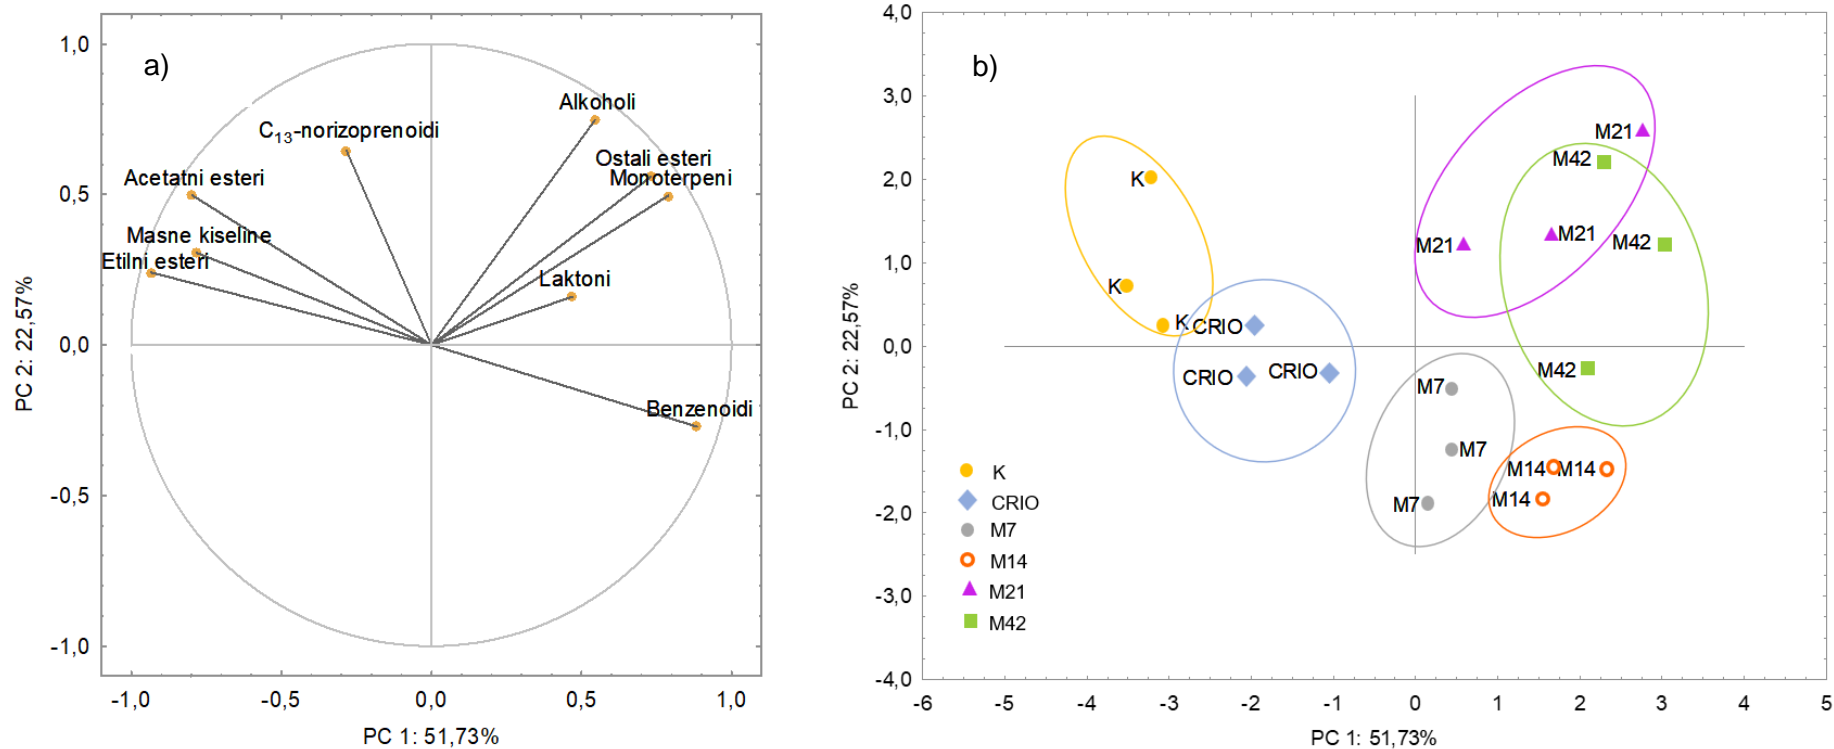 a)
1,0
0,5
0,0
-0,5
-1,0
PC 2: 22,57%
Alkoholi
C13-norizoprenoidi
Ostali esteri
Monoterpeni
Acetatni esteri
Masne kiseline
Etilni esteri
Laktoni
Benzenoidi
-1,0 -0,5 0,0 0,5 1,0
PC 1: 51,73%
b)
4,0
3,0
2,0
1,0
0,0
-1,0
-2,0
-3,0
-4,0
PC 2: 22,57%
M21
M42
K
M21
M21
M42
K
K
CRIO
CRIO
CRIO
M42
M7
M7
M14
M14
M14
M7
K
CRIO
M7
M14
M21
M42
-6 -5 -4 -3 -2 -1 0 1 2 3 4 5
PC 1: 51,73%